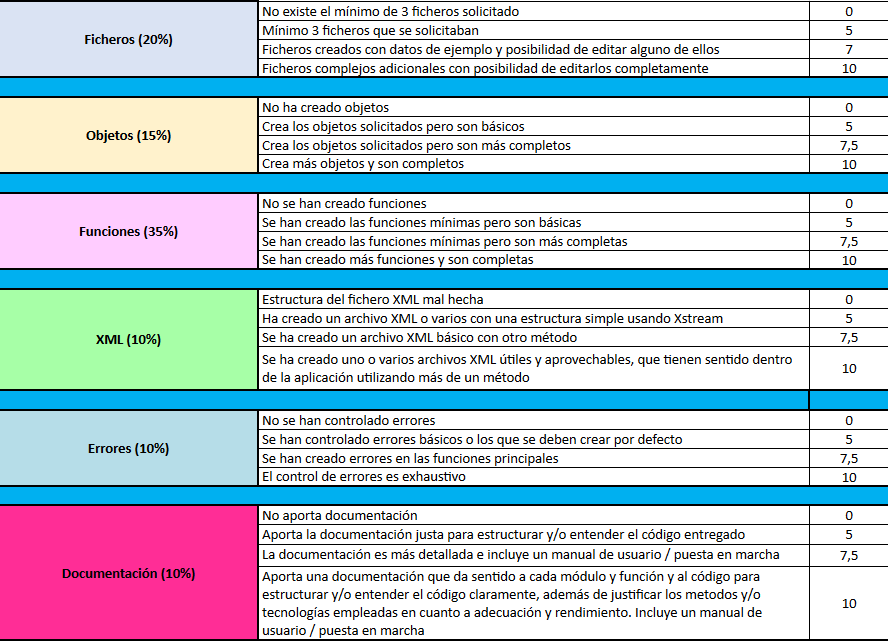 Ficheros (20%)
No existe el mínimo de 3 ficheros solicitado 0
Mínimo 3 ficheros que se solicitaban 5
Ficheros creados con datos de ejemplo y posibilidad de editar alguno de ellos 7
Ficheros complejos adicionales con posibilidad de editarlos completamente 10
Objetos (15%)
No ha creado objetos 0
Crea los objetos solicitados pero son básicos 5
Crea los objetos solicitados pero son más completos 7,5
Crea más objetos y son completos 10
Funciones (35%)
No se han creado funciones 0
Se han creado las funciones mínimas pero son básicas 5
Se han creado las funciones mínimas pero son más completas 7,5
Se han creado más funciones y son completas 10
XML (10%)
Estructura del fichero XML mal hecha 0
Ha creado un archivo XML o varios con una estructura simple usando Xstream 5
Se ha creado un archivo XML básico con otro método 7,5
Se ha creado uno o varios archivos XML útiles y aprovechables, que tienen sentido dentro
de la aplicación utilizando más de un método 10
Errores (10%)
No se han controlado errores 0
Se han controlado errores básicos o los que se deben crear por defecto 5
Se han creado errores en las funciones principales 7,5
El control de errores es exhaustivo 10
Documentación (10%)
No aporta documentación 0
Aporta la documentación justa para estructurar y/o entender el código entregado 5
La documentación es más detallada e incluye un manual de usuario / puesta en marcha 7,5
Aporta una documentación que da sentido a cada módulo y función y al código para
estructurar y/o entender el código claramente, además de justificar los metodos y/o
tecnologías empleadas en cuanto a adecuación y rendimiento. Incluye un manual de
usuario / puesta en marcha 10